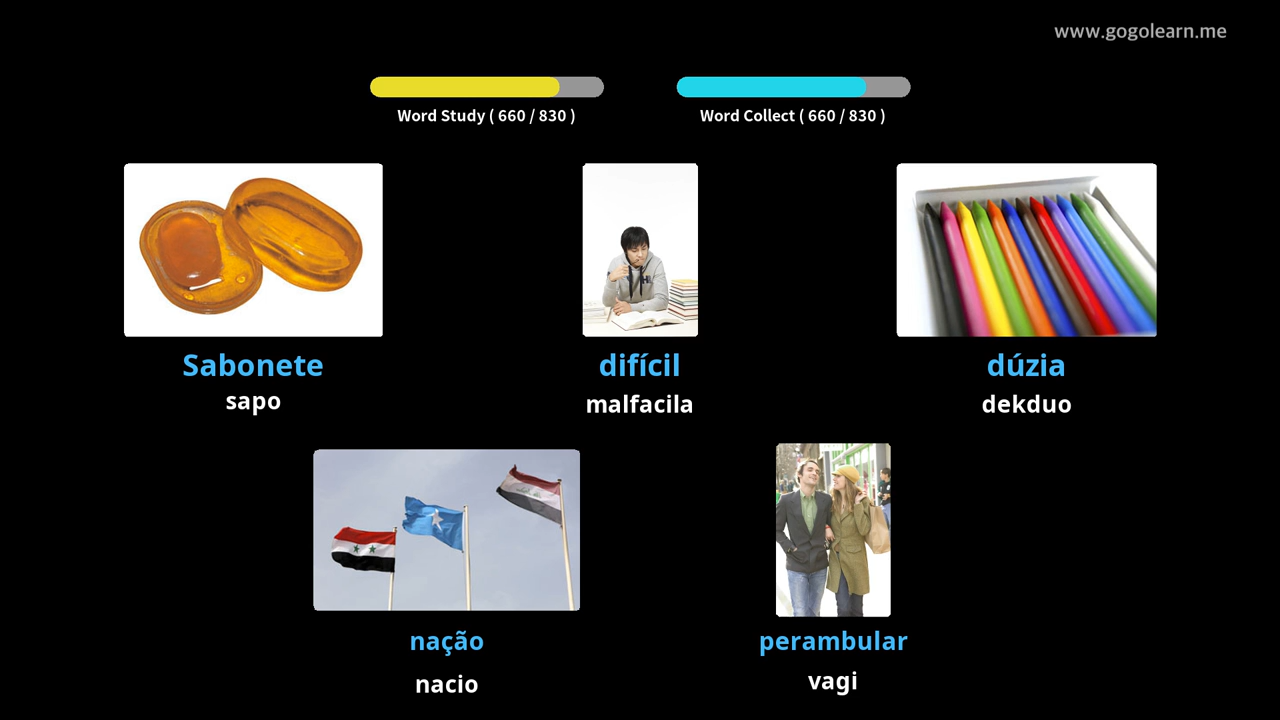 www.gogolearn.me
Word Study ( 660 / 830 )
Word Collect ( 660 / 830 )
Sabonete
sapo
difícil
malfacila
dúzia
dekduo
nação
nacio
perambular
vagi